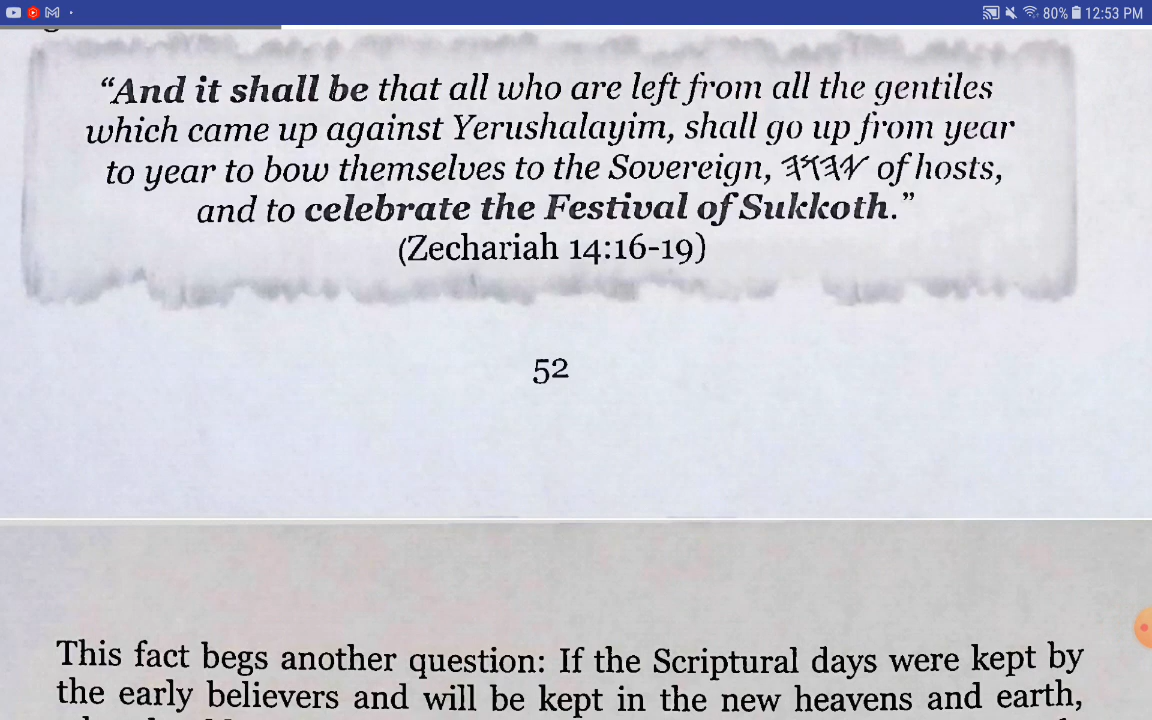 80% 12:53 PM
“And it shall be that all who are left from all the gentiles
which came up against Yerushalayim, shall go up from year
to year to bow themselves to the Sovereign, 𐤉𐤄𐤅𐤄 of hosts,
and to celebrate the Festival of Sukkoth.”
(Zechariah 14:16-19)
52
This fact begs another question: If the Scriptural days were kept by
the early believers and will be kept in the new heavens and earth,